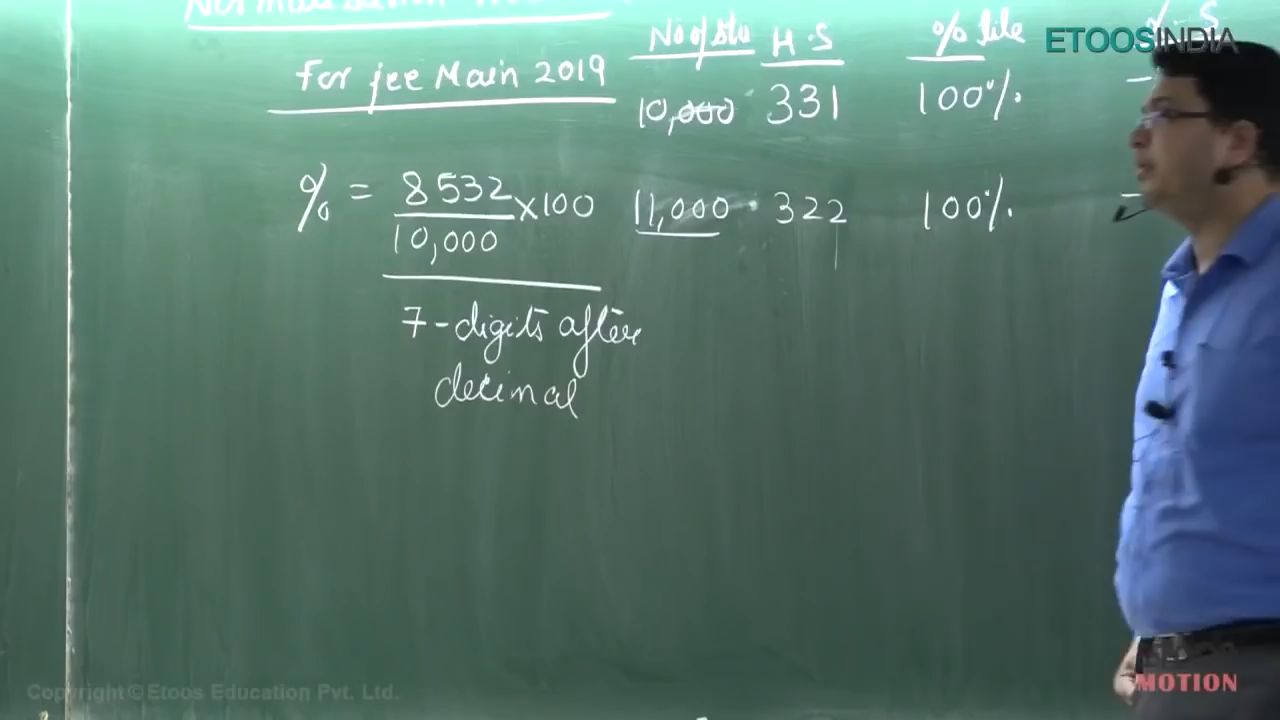 No of stu H.S %tile
ETOOSINDIA
For jee Main 2019 10,000 331 100%
% = 8532/10,000 ×100 11,000 322 100%
7-digits after
decimal
Copyright © Etoos Education Pvt. Ltd.
MOTION